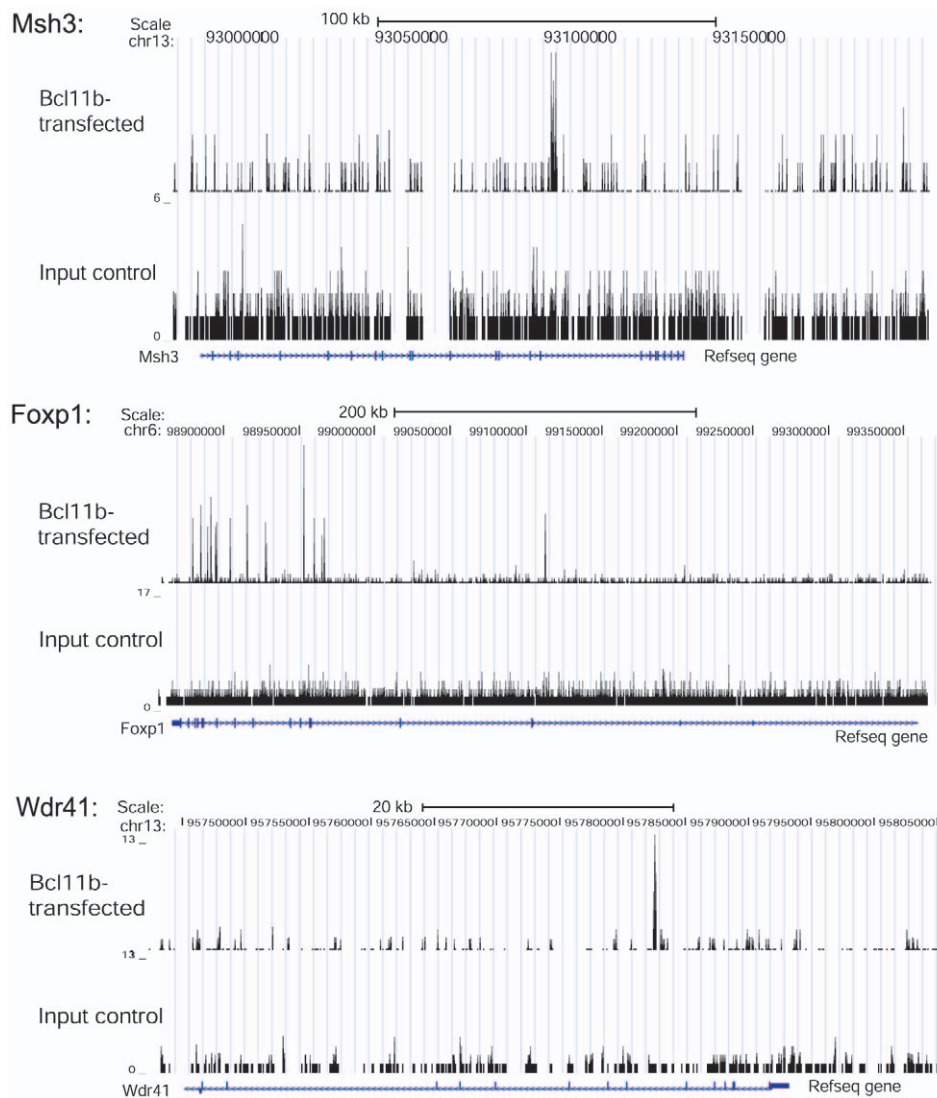 Msh3:
Scale 100 kb
chr13: 93000000 93050000 93100000 93150000
Bcl11b-
transfected
6 _
Input control
0 _
Msh3 Refseq gene
Foxp1:
Scale: 200 kb
chr6: 98900000 98950000 99000000 99050000 99100000 99150000 99200000 99250000 99300000 99350000
Bcl11b-
transfected
17 _
Input control
0 _
Foxp1
Refseq gene
Wdr41:
Scale: 20 kb
chr13: 95750000 95755000 95760000 95765000 95770000 95775000 95780000 95785000 95790000 95795000 95800000 95805000
13 _
Bcl11b-
transfected
13 _
Input control
0 _
Wdr41 Refseq gene